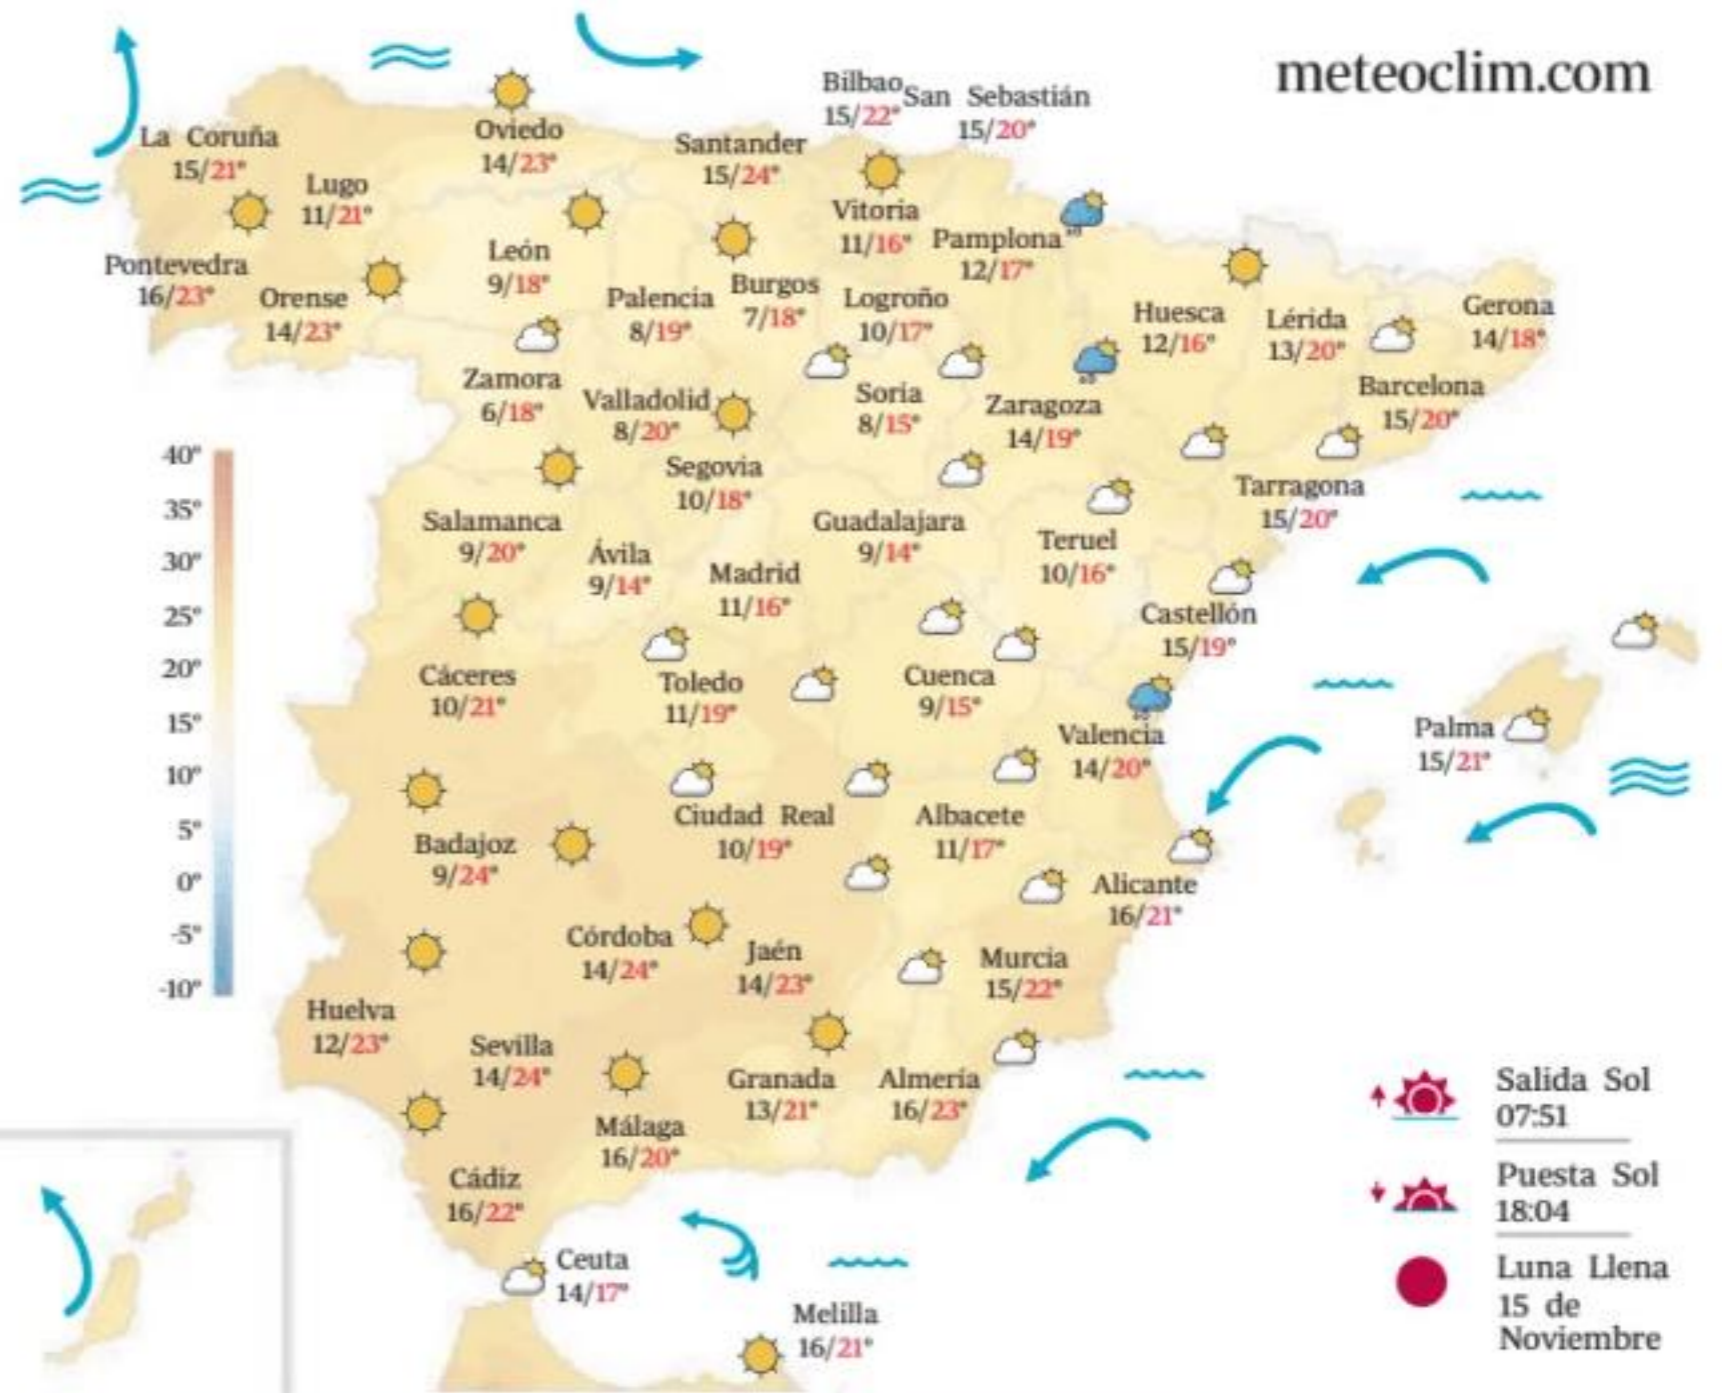 meteoclim.com
Bilbao
15/22°
San Sebastián
15/20°
La Coruña
15/21°
Oviedo
14/23°
Santander
15/24°
Lugo
11/21°
Vitoria
11/16°
Pamplona
12/17°
León
9/18°
Pontevedra
16/23°
Orense
14/23°
Palencia
8/19°
Burgos
7/18°
Logroño
10/17°
Huesca
12/16°
Lérida
13/20°
Gerona
14/18°
Zamora
6/18°
Valladolid
8/20°
Soria
8/15°
Zaragoza
14/19°
Barcelona
15/20°
Segovia
10/18°
Tarragona
15/20°
Salamanca
9/20°
Ávila
9/14°
Madrid
11/16°
Guadalajara
9/14°
Teruel
10/16°
Castellón
15/19°
Cáceres
10/21°
Toledo
11/19°
Cuenca
9/15°
Valencia
14/20°
Palma
15/21°
Badajoz
9/24°
Ciudad Real
10/19°
Albacete
11/17°
Alicante
16/21°
Córdoba
14/24°
Jaén
14/23°
Murcia
15/22°
Huelva
12/23°
Sevilla
14/24°
Málaga
16/20°
Granada
13/21°
Almería
16/23°
Cádiz
16/22°
Ceuta
14/17°
Melilla
16/21°
40°
35°
30°
25°
20°
15°
10°
5°
0°
-5°
-10°
Salida Sol
07:51
Puesta Sol
18:04
Luna Llena
15 de
Noviembre